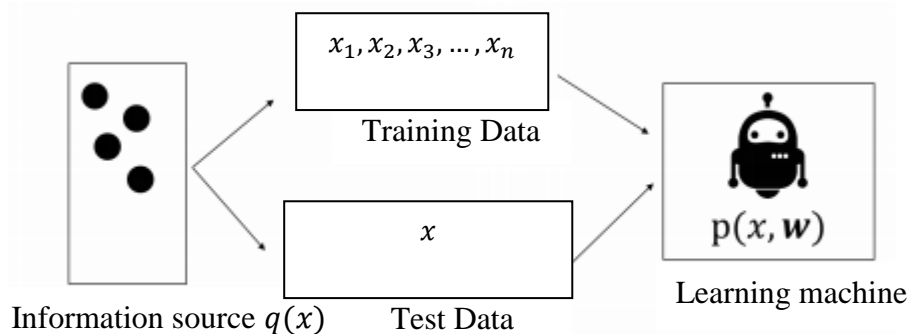 x₁, x₂, x₃, …, xₙ
Training Data
x
p(x, w)
Information source q(x)
Test Data
Learning machine